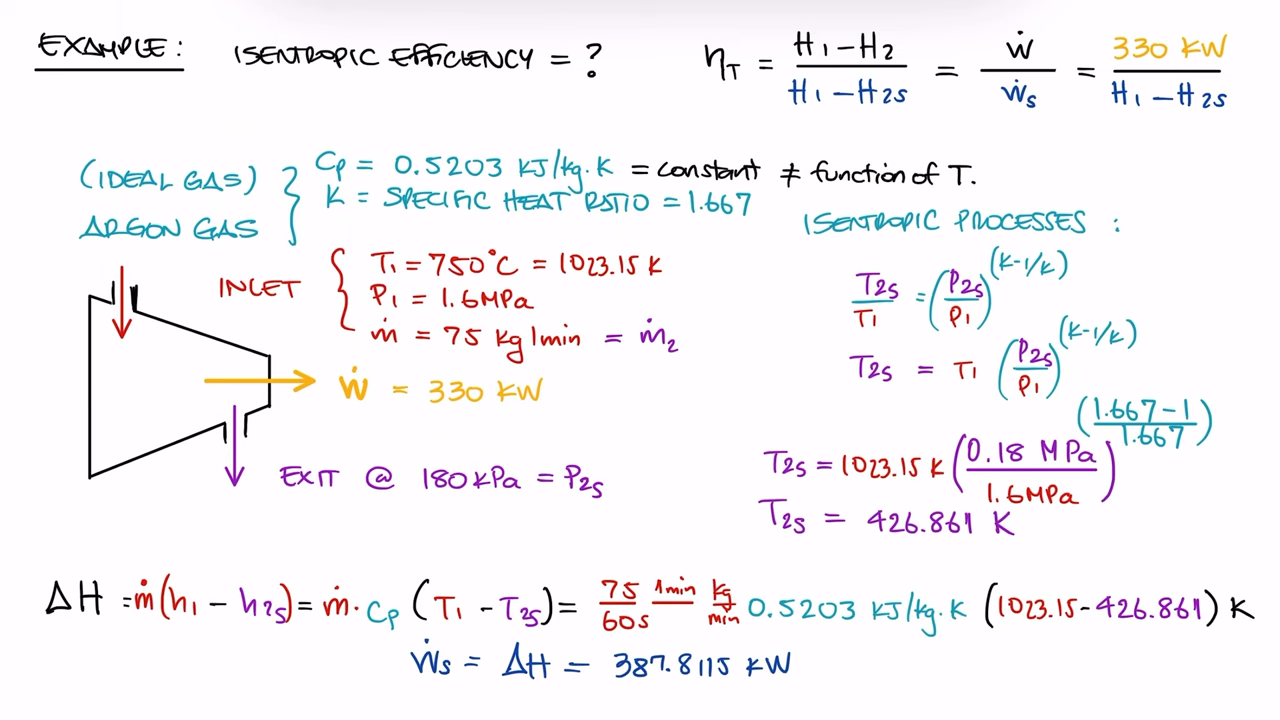 EXAMPLE: ISENTROPIC EFFICIENCY = ? ηT = H1-H2 / H1-H2s = Ẇ / Ẇs = 330 KW / H1-H2s
(IDEAL GAS) Cp = 0.5203 KJ/kg.K = constant ≠ function of T.
ARGON GAS K = SPECIFIC HEAT RATIO = 1.667
ISENTROPIC PROCESSES :
INLET T1 = 750°C = 1023.15 K
P1 = 1.6MPa
ṁ = 75 Kg/min = ṁ2
Ẇ = 330 KW
EXIT @ 180kPa = P2s
T2s/T1 = (P2s/P1)^(K-1/K)
T2s = T1 (P2s/P1)^(K-1/K)
T2s = 1023.15 K (0.18 MPa / 1.6MPa)^(1.667-1 / 1.667)
T2s = 426.861 K
ΔH = ṁ(h1 - h2s) = ṁ. Cp (T1 - T2s) = 75/60s 1min kg/min 0.5203 KJ/kg.K (1023.15-426.861) K
Ẇs = ΔH = 387.8115 KW